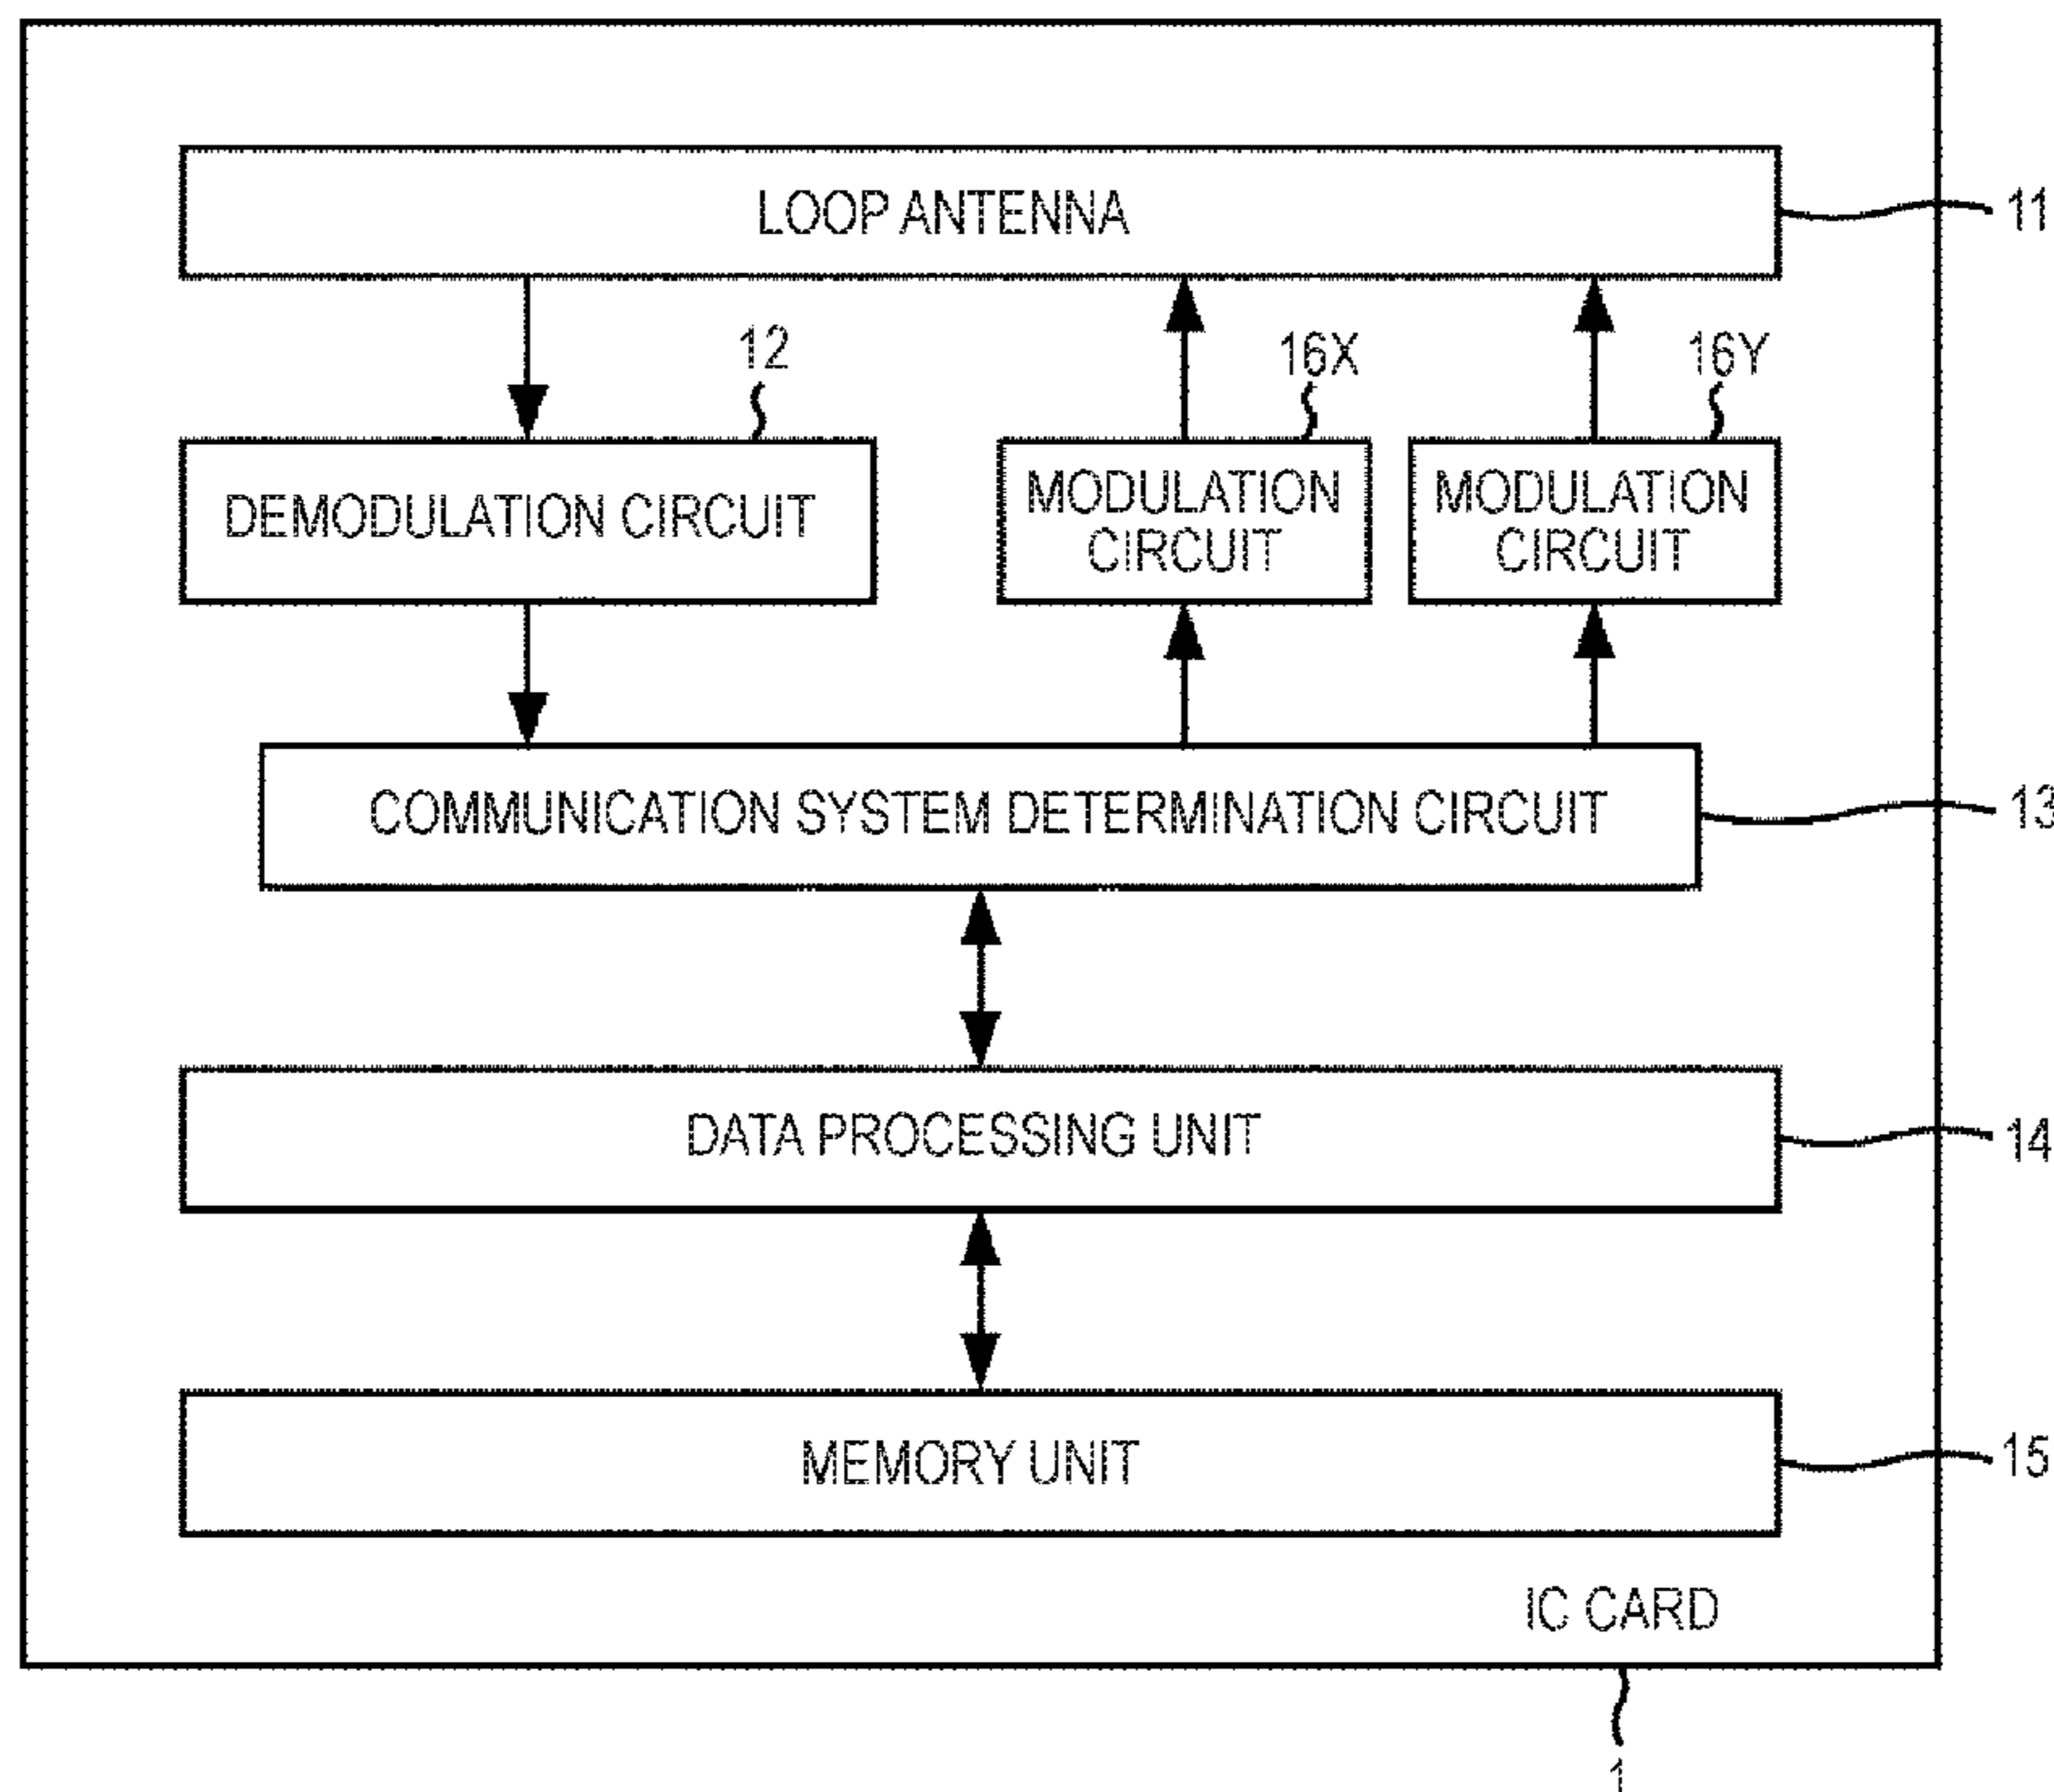 LOOP ANTENNA
11
12
16X
16Y
DEMODULATION CIRCUIT
MODULATION
CIRCUIT
MODULATION
CIRCUIT
COMMUNICATION SYSTEM DETERMINATION CIRCUIT
13
DATA PROCESSING UNIT
14
MEMORY UNIT
15
IC CARD
1